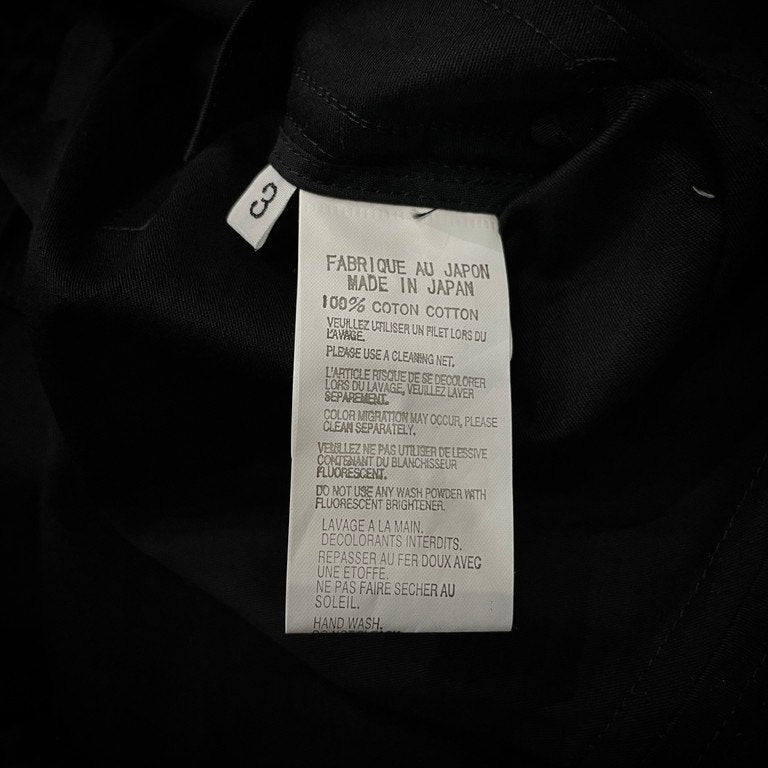 3
FABRIQUE AU JAPON
MADE IN JAPAN
100% COTON COTTON
VEUILLEZ UTILISER UN FILET LORS DU
LAVAGE.
PLEASE USE A CLEANING NET.
L'ARTICLE RISQUE DE SE DECOLORER
LORS DU LAVAGE, VEUILLEZ LAVER
SEPAREMENT.
COLOR MIGRATION MAY OCCUR, PLEASE
CLEAN SEPARATELY.
VEUILLEZ NE PAS UTILISER DE LESSIVE
CONTENANT DU BLANCHISSEUR
FLUORESCENT.
DO NOT USE ANY WASH POWDER WITH
FLUORESCENT BRIGHTENER.
LAVAGE A LA MAIN.
DECOLORANTS INTERDITS.
REPASSER AU FER DOUX AVEC
UNE ETOFFE.
NE PAS FAIRE SECHER AU
SOLEIL.
HAND WASH.